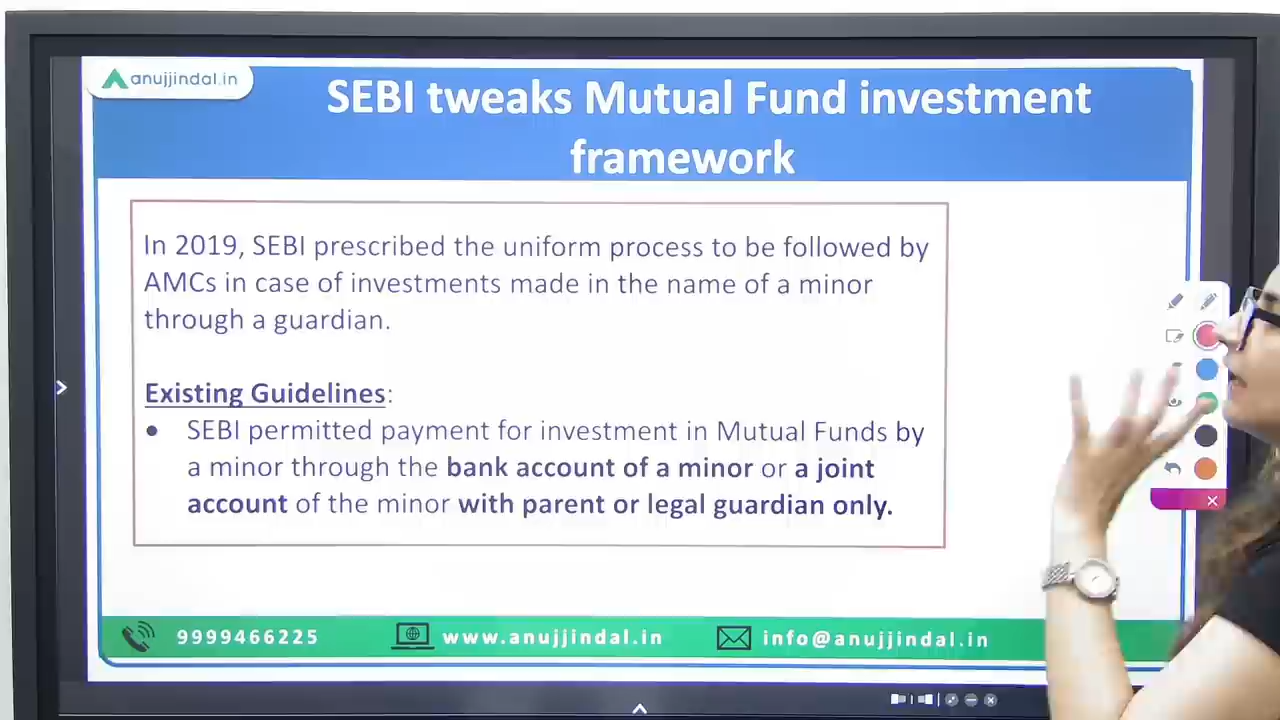 anujjindal.in
SEBI tweaks Mutual Fund investment
framework
In 2019, SEBI prescribed the uniform process to be followed by
AMCs in case of investments made in the name of a minor
through a guardian.
Existing Guidelines:
● SEBI permitted payment for investment in Mutual Funds by
a minor through the bank account of a minor or a joint
account of the minor with parent or legal guardian only.
9999466225 www.anujjindal.in info@anujjindal.in